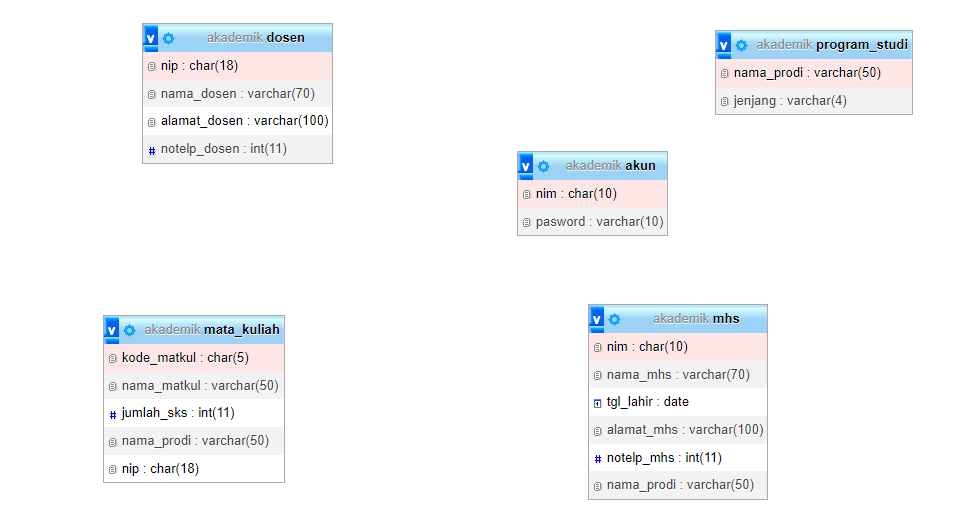 v akademik dosen
nip : char(18)
nama_dosen : varchar(70)
alamat_dosen : varchar(100)
# notelp_dosen : int(11)
v akademik program_studi
nama_prodi : varchar(50)
jenjang : varchar(4)
v akademik akun
nim : char(10)
pasword : varchar(10)
v akademik mata_kuliah
kode_matkul : char(5)
nama_matkul : varchar(50)
# jumlah_sks : int(11)
nama_prodi : varchar(50)
nip : char(18)
v akademik mhs
nim : char(10)
nama_mhs : varchar(70)
tgl_lahir : date
alamat_mhs : varchar(100)
# notelp_mhs : int(11)
nama_prodi : varchar(50)